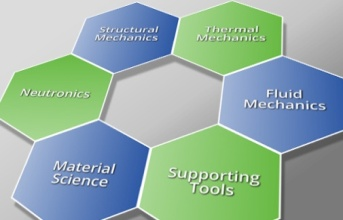 Structural
Mechanics
Thermal
Mechanics
Neutronics
Fluid
Mechanics
Material
Science
Supporting
Tools